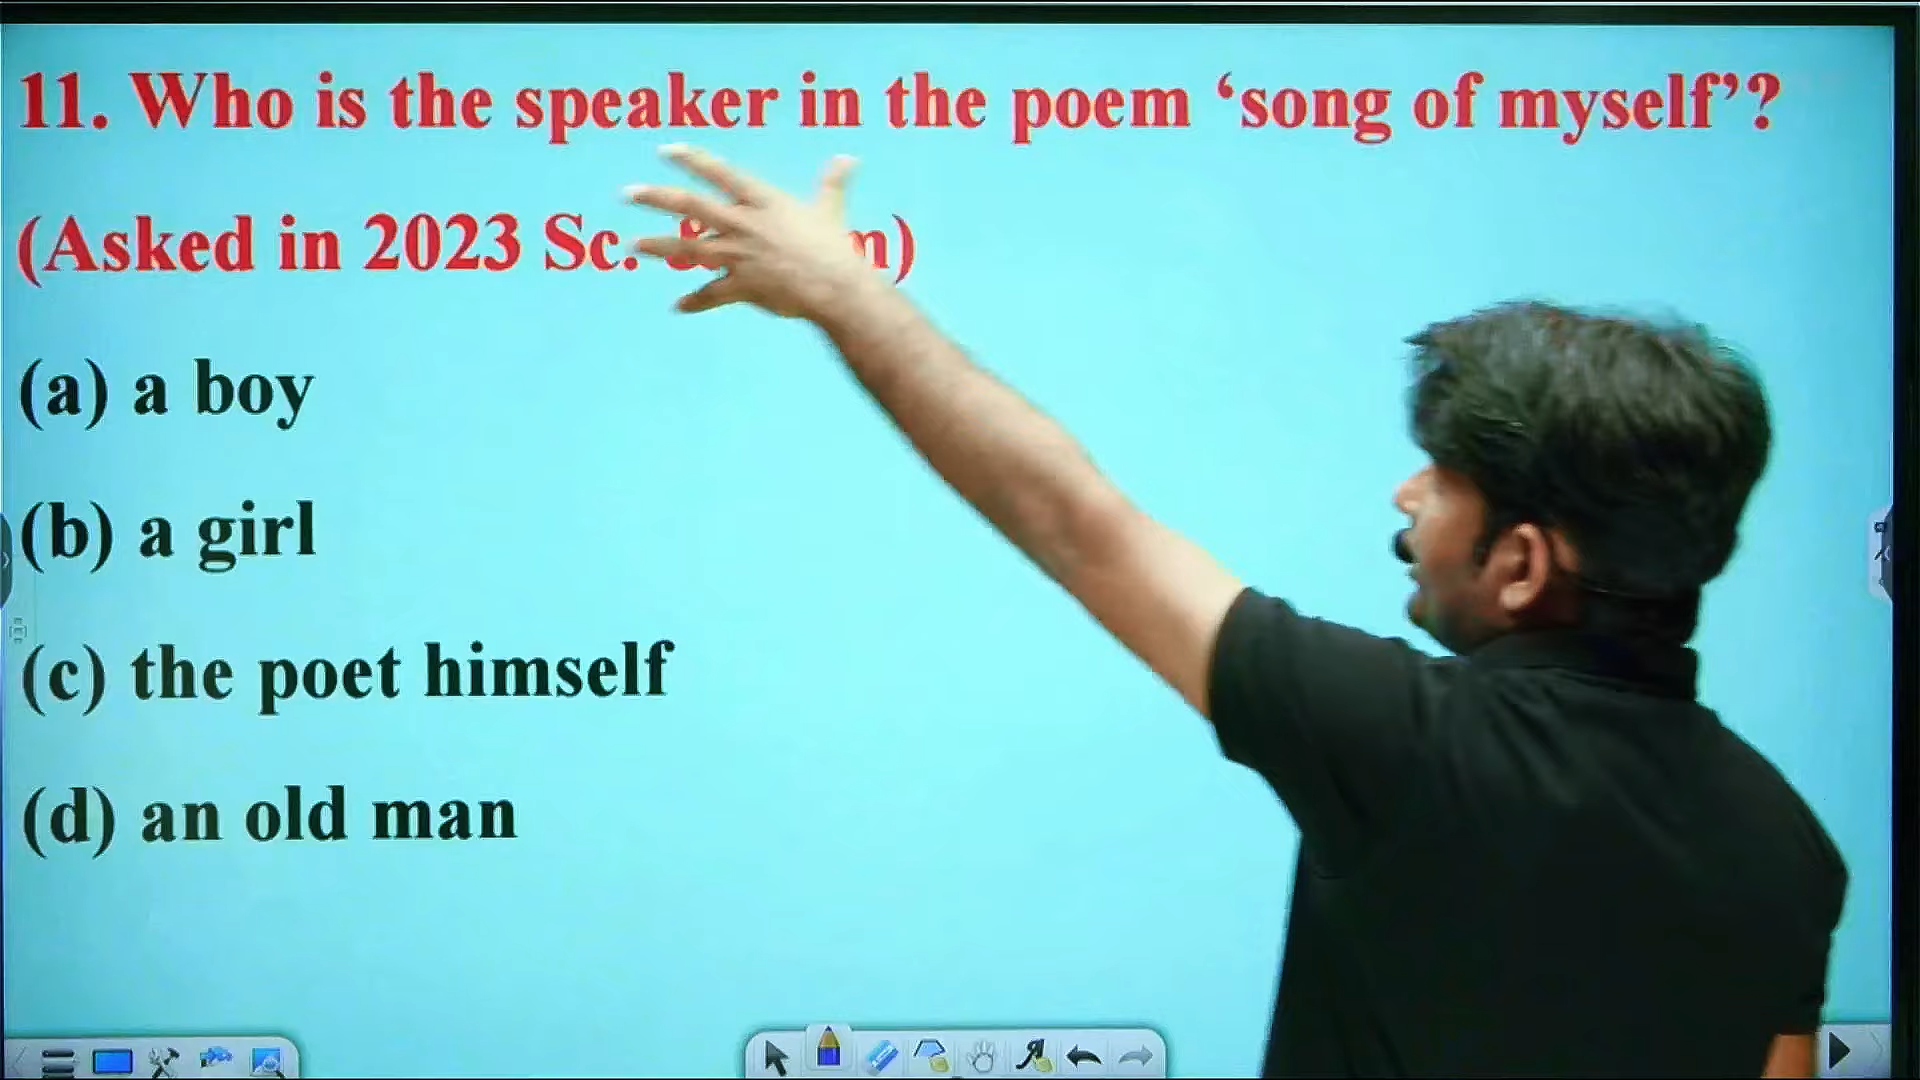 11. Who is the speaker in the poem ‘song of myself’?
(Asked in 2023 Sc.
(a) a boy
(b) a girl
(c) the poet himself
(d) an old man